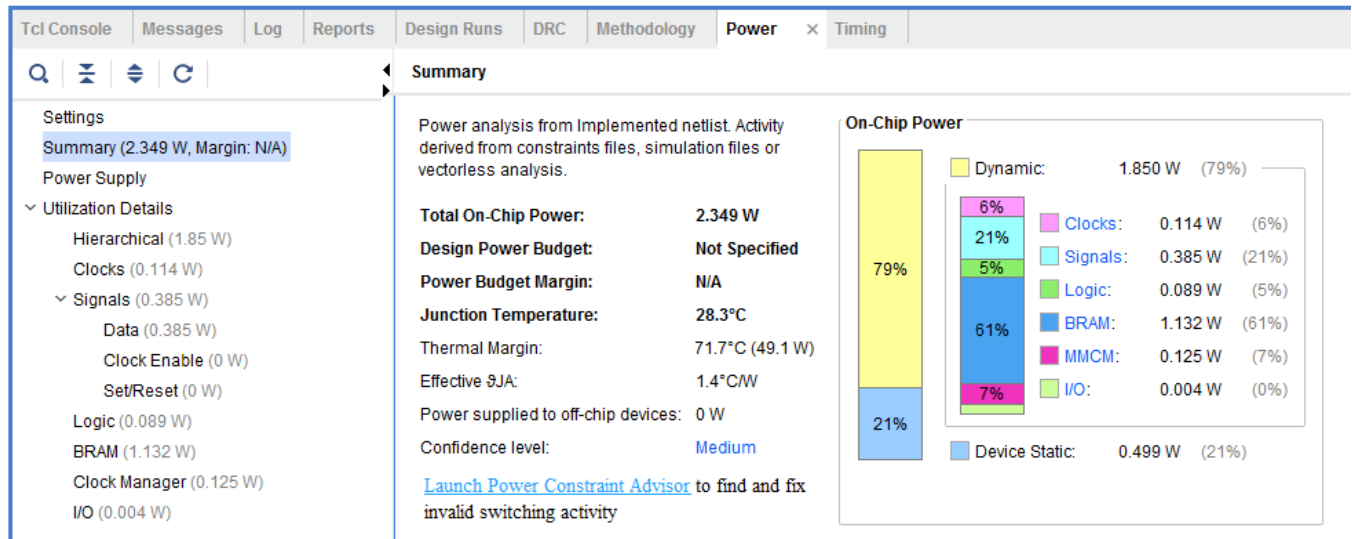 Tcl Console Messages Log Reports Design Runs DRC Methodology Power × Timing
Summary
Settings
Summary (2.349 W, Margin: N/A)
Power Supply
Utilization Details
Hierarchical (1.85 W)
Clocks (0.114 W)
Signals (0.385 W)
Data (0.385 W)
Clock Enable (0 W)
Set/Reset (0 W)
Logic (0.089 W)
BRAM (1.132 W)
Clock Manager (0.125 W)
I/O (0.004 W)
Power analysis from Implemented netlist. Activity
derived from constraints files, simulation files or
vectorless analysis.
Total On-Chip Power: 2.349 W
Design Power Budget: Not Specified
Power Budget Margin: N/A
Junction Temperature: 28.3°C
Thermal Margin: 71.7°C (49.1 W)
Effective ϑJA: 1.4°C/W
Power supplied to off-chip devices: 0 W
Confidence level: Medium
Launch Power Constraint Advisor to find and fix
invalid switching activity
On-Chip Power
79%
21%
Dynamic: 1.850 W (79%)
6%
21%
5%
61%
7%
Clocks: 0.114 W (6%)
Signals: 0.385 W (21%)
Logic: 0.089 W (5%)
BRAM: 1.132 W (61%)
MMCM: 0.125 W (7%)
I/O: 0.004 W (0%)
Device Static: 0.499 W (21%)